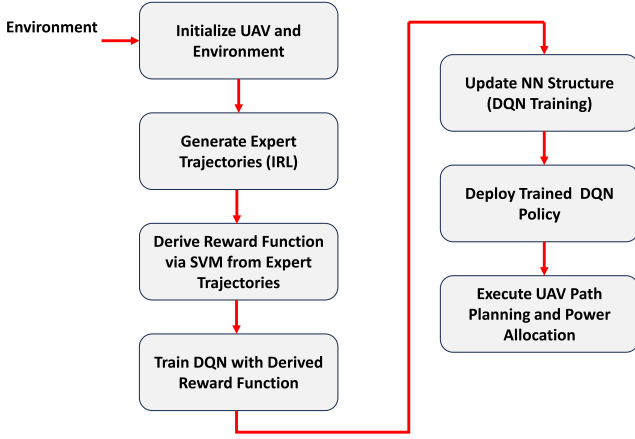 Environment
Initialize UAV and
Environment
Generate Expert
Trajectories (IRL)
Derive Reward Function
via SVM from Expert
Trajectories
Train DQN with Derived
Reward Function
Update NN Structure
(DQN Training)
Deploy Trained DQN
Policy
Execute UAV Path
Planning and Power
Allocation